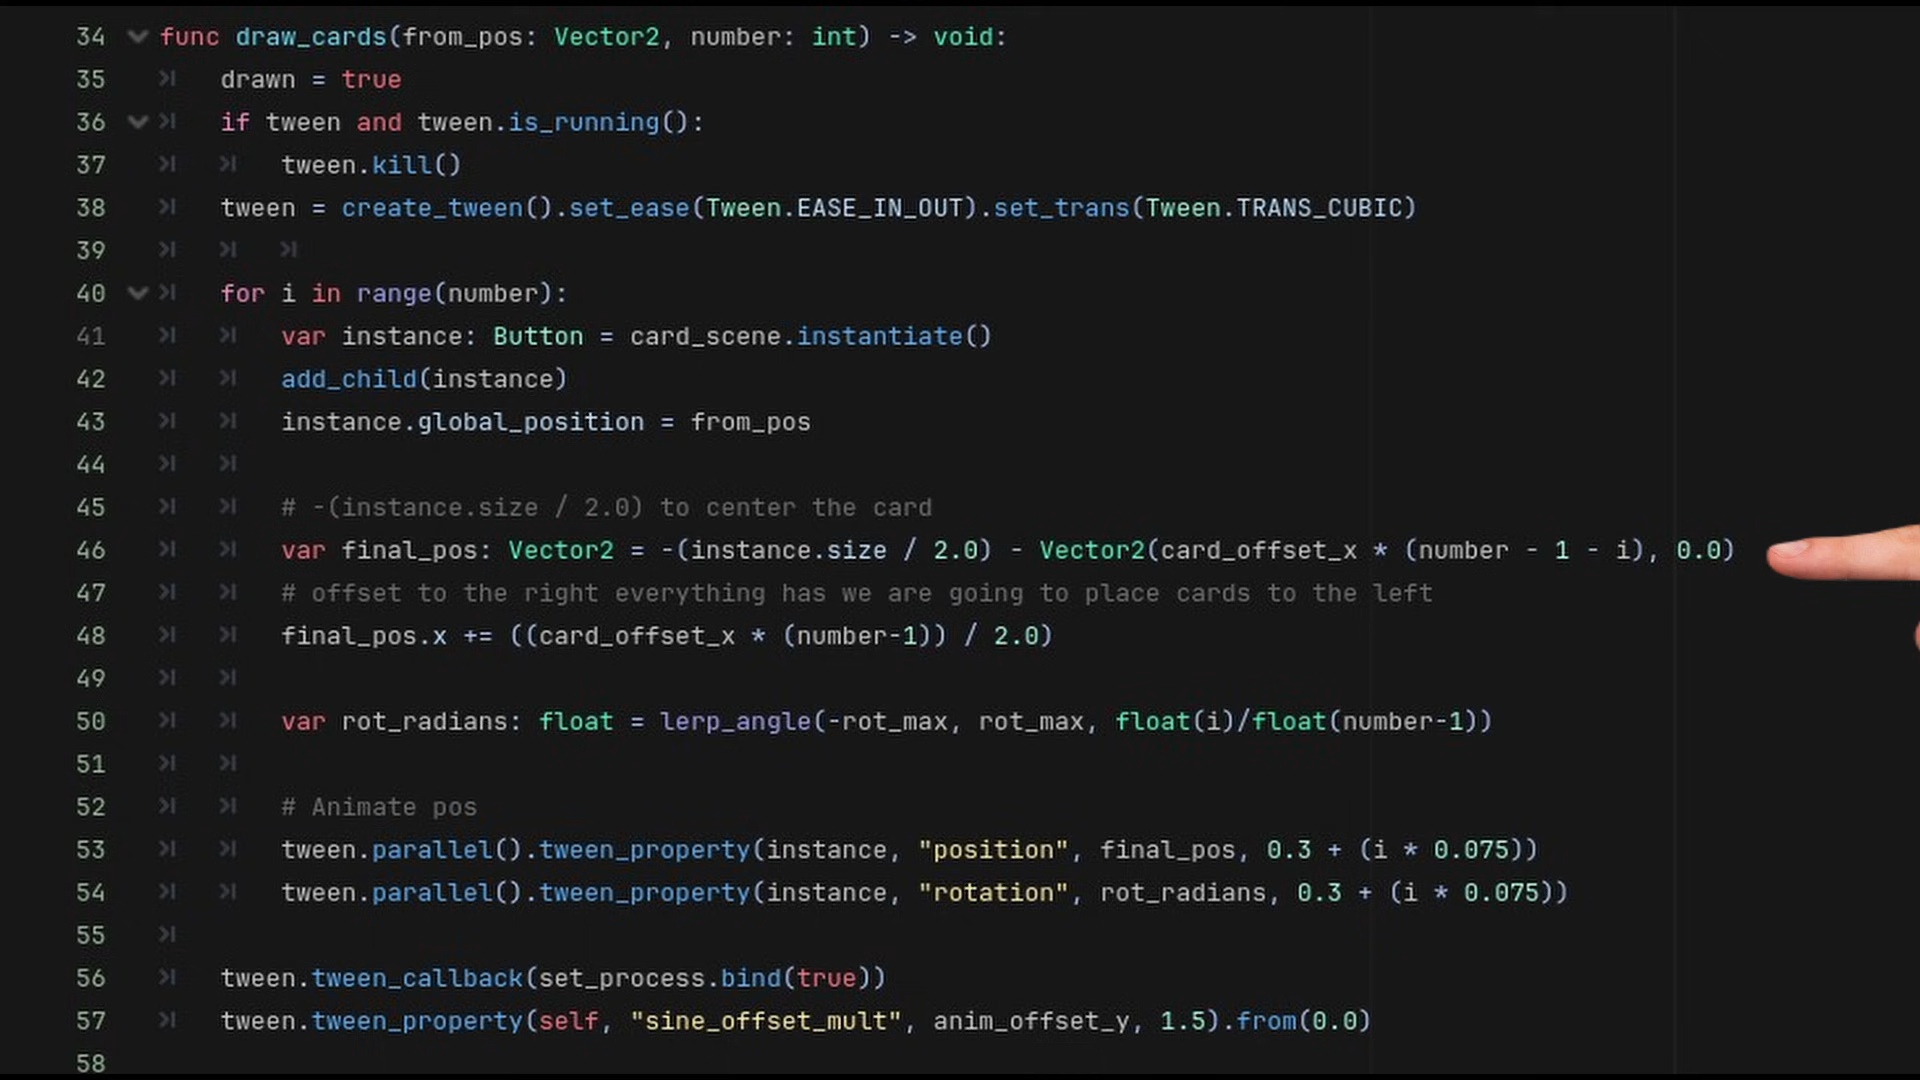 34 func draw_cards(from_pos: Vector2, number: int) -> void:
35 drawn = true
36 if tween and tween.is_running():
37 tween.kill()
38 tween = create_tween().set_ease(Tween.EASE_IN_OUT).set_trans(Tween.TRANS_CUBIC)
39
40 for i in range(number):
41 var instance: Button = card_scene.instantiate()
42 add_child(instance)
43 instance.global_position = from_pos
44
45 # -(instance.size / 2.0) to center the card
46 var final_pos: Vector2 = -(instance.size / 2.0) - Vector2(card_offset_x * (number - 1 - i), 0.0)
47 # offset to the right everything has we are going to place cards to the left
48 final_pos.x += ((card_offset_x * (number-1)) / 2.0)
49
50 var rot_radians: float = lerp_angle(-rot_max, rot_max, float(i)/float(number-1))
51
52 # Animate pos
53 tween.parallel().tween_property(instance, "position", final_pos, 0.3 + (i * 0.075))
54 tween.parallel().tween_property(instance, "rotation", rot_radians, 0.3 + (i * 0.075))
55
56 tween.tween_callback(set_process.bind(true))
57 tween.tween_property(self, "sine_offset_mult", anim_offset_y, 1.5).from(0.0)
58